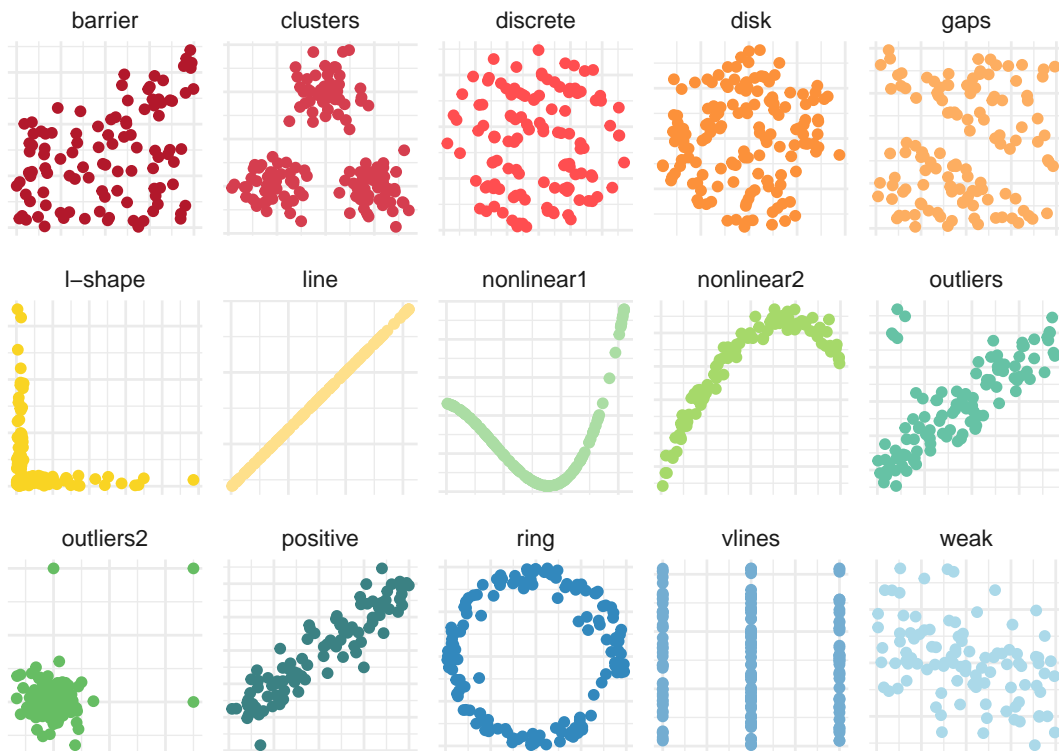 barrier clusters discrete disk gaps
l−shape line nonlinear1 nonlinear2 outliers
outliers2 positive ring vlines weak